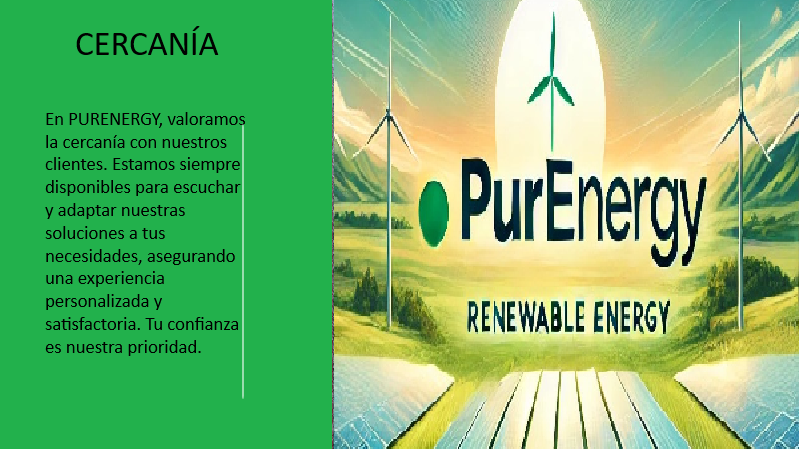 CERCANÍA
En PURENERGY, valoramos
la cercanía con nuestros
clientes. Estamos siempre
disponibles para escuchar
y adaptar nuestras
soluciones a tus
necesidades, asegurando
una experiencia
personalizada y
satisfactoria. Tu confianza
es nuestra prioridad.
PurEnergy
RENEWABLE ENERGY